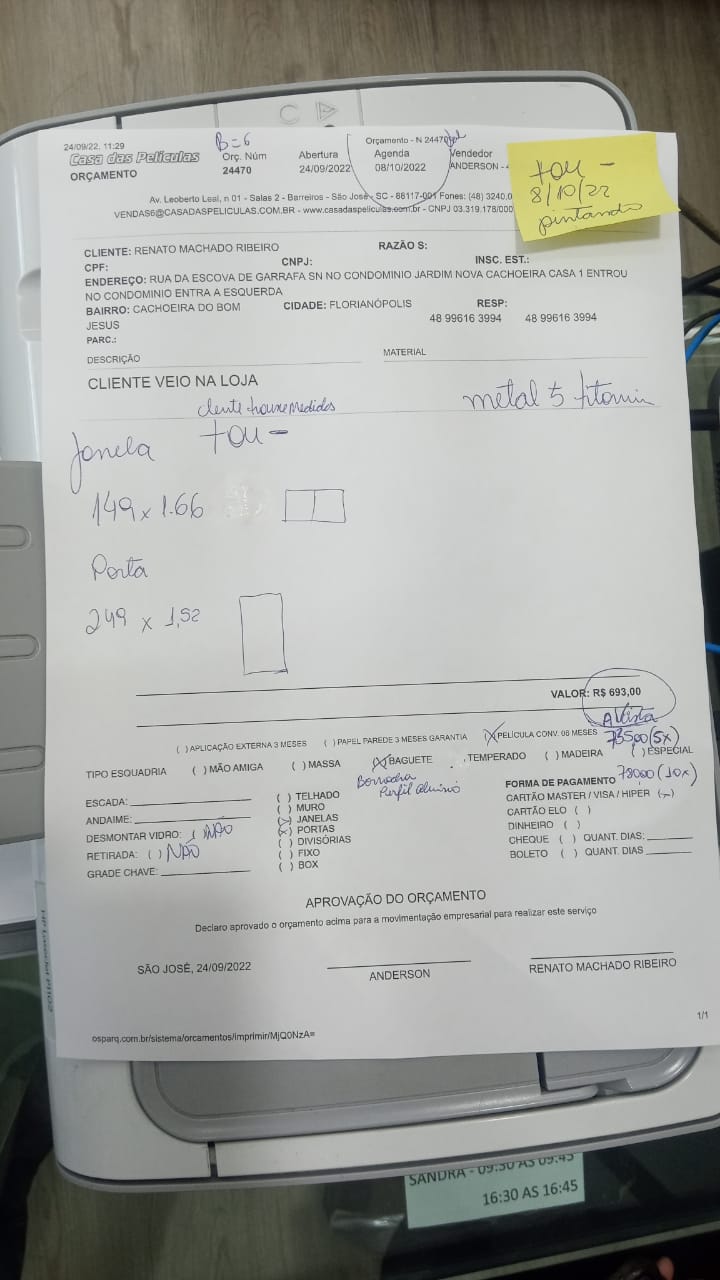 24/09/22, 11:29
Casa das Películas
ORÇAMENTO
B=6
Orç. Núm
24470
Abertura
24/09/2022
Orçamento - N 24470
Agenda
08/10/2022
Vendedor
ANDERSON - 4
tou -
8/10/22
pintando
Av. Leoberto Leal, n 01 - Salas 2 - Barreiros - São José - SC - 88117-001 Fones: (48) 3240.0
VENDAS6@CASADASPELICULAS.COM.BR - www.casadaspeliculas.com.br - CNPJ 03.319.178/000
CLIENTE: RENATO MACHADO RIBEIRO RAZÃO S:
CPF: CNPJ: INSC. EST.:
ENDEREÇO: RUA DA ESCOVA DE GARRAFA SN NO CONDOMINIO JARDIM NOVA CACHOEIRA CASA 1 ENTROU
NO CONDOMINIO ENTRA A ESQUERDA
BAIRRO: CACHOEIRA DO BOM CIDADE: FLORIANÓPOLIS RESP:
JESUS 48 99616 3994 48 99616 3994
PARC.:
DESCRIÇÃO MATERIAL
CLIENTE VEIO NA LOJA
cliente trouxe medidas
metal 5
Janela tou -
149 x 1.66
Porta
249 x 1,52
VALOR: R$ 693,00
A Vista
( ) APLICAÇÃO EXTERNA 3 MESES ( ) PAPEL PAREDE 3 MESES GARANTIA (X) PELÍCULA CONV. 06 MESES 73500 (5x)
TIPO ESQUADRIA ( ) MÃO AMIGA ( ) MASSA (X) BAGUETE TEMPERADO ( ) MADEIRA ( ) ESPECIAL
Borracha
Perfil aluminio
78000 (10x)
ESCADA:
ANDAIME:
DESMONTAR VIDRO: ( ) NÃO
RETIRADA: ( ) NÃO
GRADE CHAVE:
( ) TELHADO
( ) MURO
(x) JANELAS
(x) PORTAS
( ) DIVISÓRIAS
( ) FIXO
( ) BOX
FORMA DE PAGAMENTO
CARTÃO MASTER / VISA / HIPER (x)
CARTÃO ELO ( )
DINHEIRO ( )
CHEQUE ( ) QUANT. DIAS:
BOLETO ( ) QUANT. DIAS
APROVAÇÃO DO ORÇAMENTO
Declaro aprovado o orçamento acima para a movimentação empresarial para realizar este serviço
SÃO JOSÉ, 24/09/2022
ANDERSON
RENATO MACHADO RIBEIRO
1/1
osparq.com.br/sistema/orcamentos/imprimir/MjQ0NzA=
SANDRA - 09:30 AS 09:45
16:30 AS 16:45